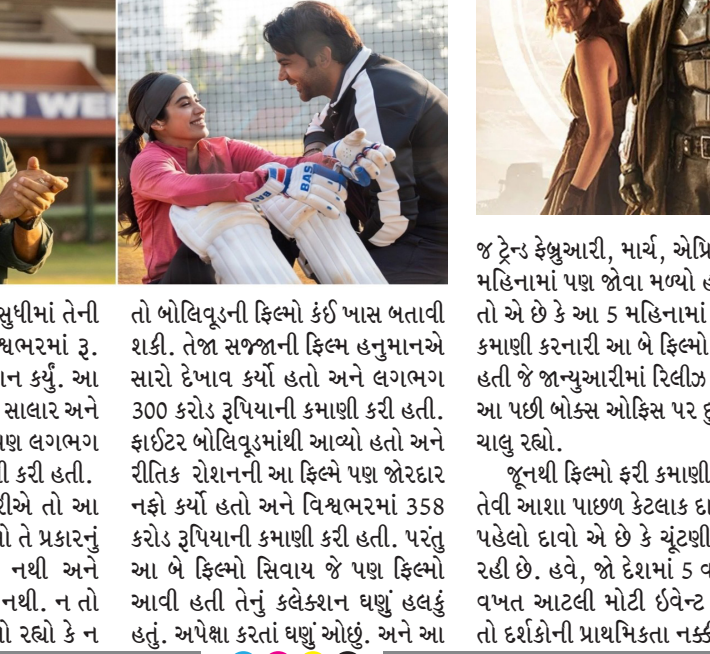 N WE
BAS
સુધીમાં તેની
શ્વભરમાં રૂ.
ાન કર્યું. આ
સાલાર અને
પણ લગભગ
ી કરી હતી.
રીએ તો આ
ો તે પ્રકારનું
નથી અને
નથી. ન તો
ો રહ્યો કે ન
તો બોલિવૂડની ફિલ્મો કંઈ ખાસ બતાવી
શકી. તેજા સજ્જાની ફિલ્મ હનુમાનએ
સારો દેખાવ કર્યો હતો અને લગભગ
300 કરોડ રૂપિયાની કમાણી કરી હતી.
ફાઈટર બોલિવૂડમાંથી આવ્યો હતો અને
રીતિક રોશનની આ ફિલ્મે પણ જોરદાર
નફો કર્યો હતો અને વિશ્વભરમાં 358
કરોડ રૂપિયાની કમાણી કરી હતી. પરંતુ
આ બે ફિલ્મો સિવાય જે પણ ફિલ્મો
આવી હતી તેનું કલેક્શન ઘણું હલકું
હતું. અપેક્ષા કરતાં ઘણું ઓછું. અને આ
જ ટ્રેન્ડ ફેબ્રુઆરી, માર્ચ, એપ્રિ
મહિનામાં પણ જોવા મળ્યો હ
તો એ છે કે આ 5 મહિનામાં
કમાણી કરનારી આ બે ફિલ્મો
હતી જે જાન્યુઆરીમાં રિલીઝ
આ પછી બોક્સ ઓફિસ પર દુ
ચાલુ રહ્યો.
જૂનથી ફિલ્મો ફરી કમાણી
તેવી આશા પાછળ કેટલાક દા
પહેલો દાવો એ છે કે ચૂંટણી
રહી છે. હવે, જો દેશમાં 5 વ
વખત આટલી મોટી ઇવેન્ટ
તો દર્શકોની પ્રાથમિકતા નક્ક